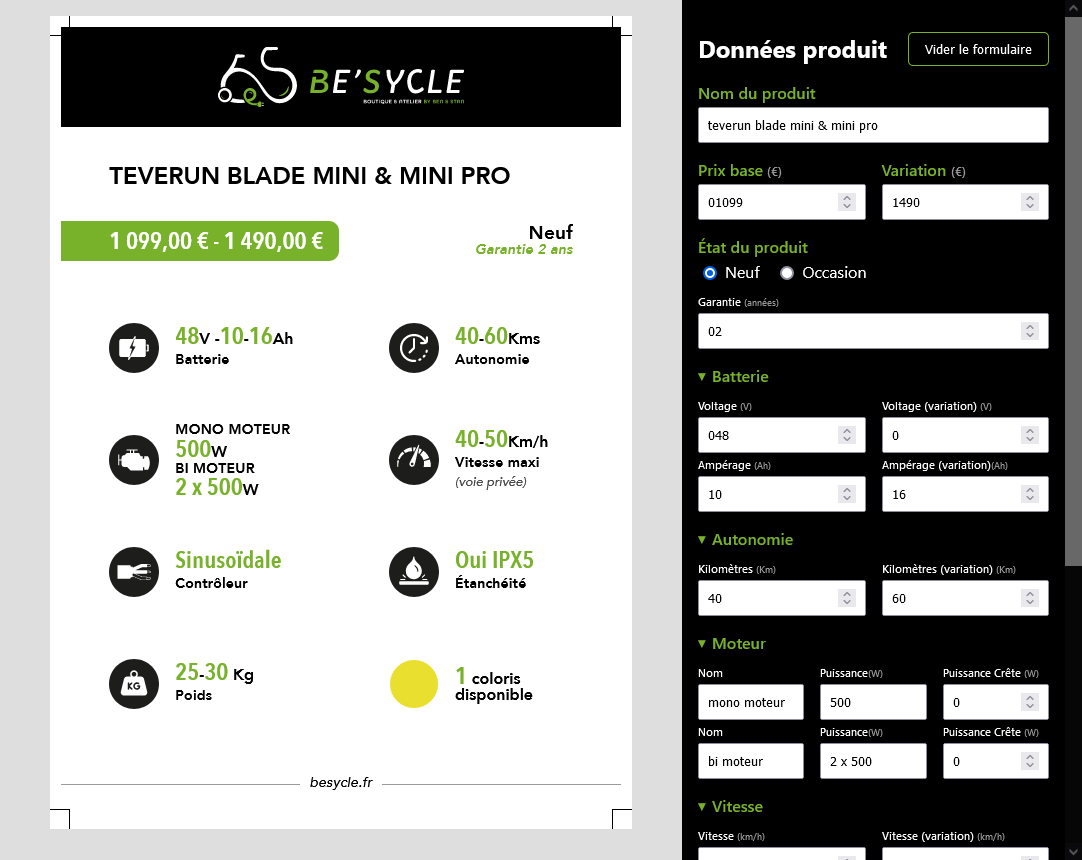 BE'SYCLE
BOUTIQUE & ATELIER BY BEN & STAN
TEVERUN BLADE MINI & MINI PRO
1 099,00 € - 1 490,00 €
Neuf
Garantie 2 ans
48V -10-16Ah
Batterie
40-60Kms
Autonomie
MONO MOTEUR
500W
BI MOTEUR
2 x 500W
40-50Km/h
Vitesse maxi
(voie privée)
Sinusoïdale
Contrôleur
Oui IPX5
Étanchéité
KG
25-30 Kg
Poids
1 coloris
disponible
besycle.fr
Données produit
Vider le formulaire
Nom du produit
teverun blade mini & mini pro
Prix base (€)
Variation (€)
01099
1490
État du produit
Neuf
Occasion
Garantie (années)
02
▾ Batterie
Voltage (V)
Voltage (variation) (V)
048
0
Ampérage (Ah)
Ampérage (variation)(Ah)
10
16
▾ Autonomie
Kilomètres (Km)
Kilomètres (variation) (Km)
40
60
▾ Moteur
Nom
Puissance(W)
Puissance Crête (W)
mono moteur
500
0
Nom
Puissance(W)
Puissance Crête (W)
bi moteur
2 x 500
0
▾ Vitesse
Vitesse (km/h)
Vitesse (variation) (km/h)